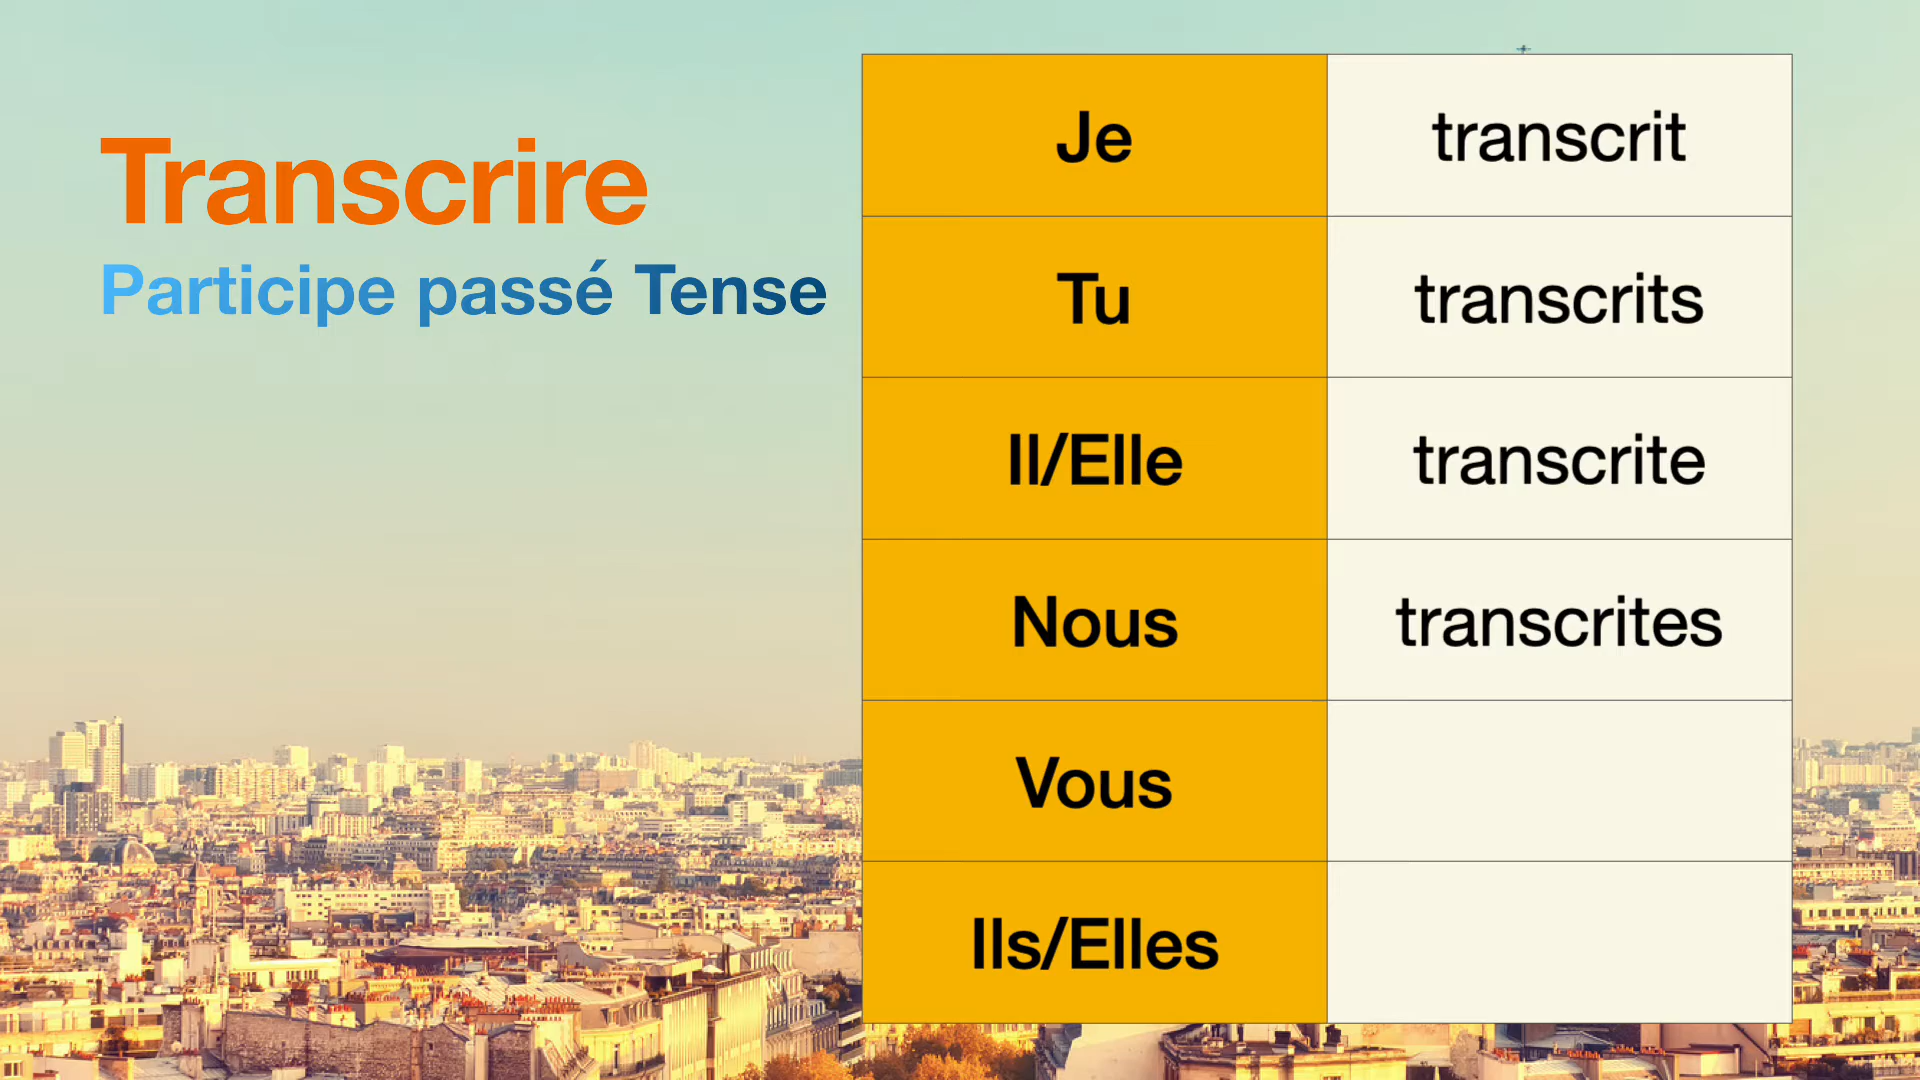 Transcrire
Participe passé Tense
Je transcrit
Tu transcrits
Il/Elle transcrite
Nous transcrites
Vous
Ils/Elles